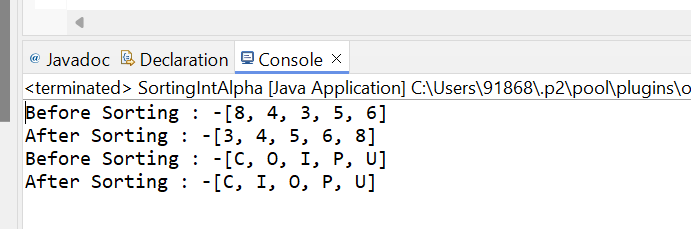 @ Javadoc Declaration Console ×
<terminated> SortingIntAlpha [Java Application] C:\Users\91868\.p2\pool\plugins\o
Before Sorting : -[8, 4, 3, 5, 6]
After Sorting : -[3, 4, 5, 6, 8]
Before Sorting : -[C, O, I, P, U]
After Sorting : -[C, I, O, P, U]